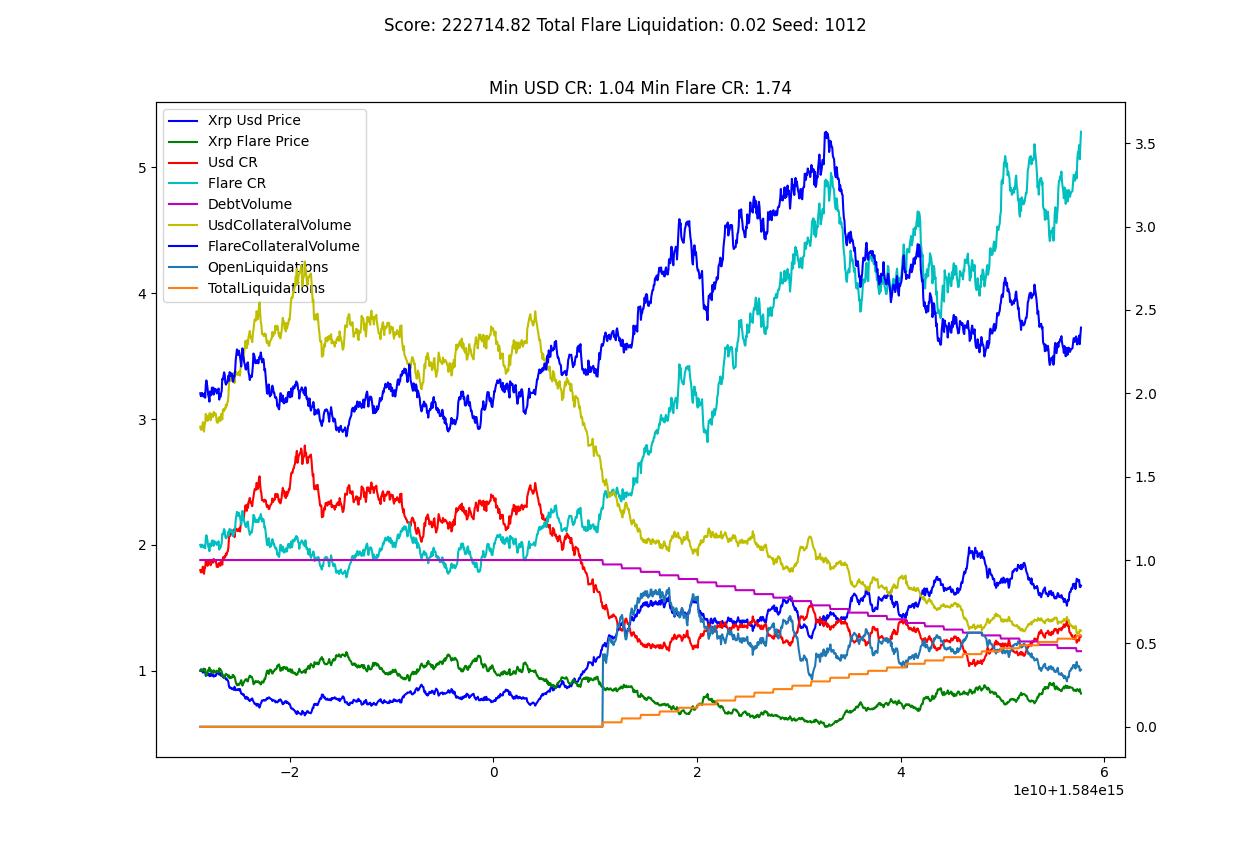 Score: 222714.82 Total Flare Liquidation: 0.02 Seed: 1012
Min USD CR: 1.04 Min Flare CR: 1.74
Xrp Usd Price
Xrp Flare Price
Usd CR
Flare CR
DebtVolume
UsdCollateralVolume
FlareCollateralVolume
OpenLiquidations
TotalLiquidations
5
4
3
2
1
3.5
3.0
2.5
2.0
1.5
1.0
0.5
0.0
−2
0
2
4
6
1e10+1.584e15